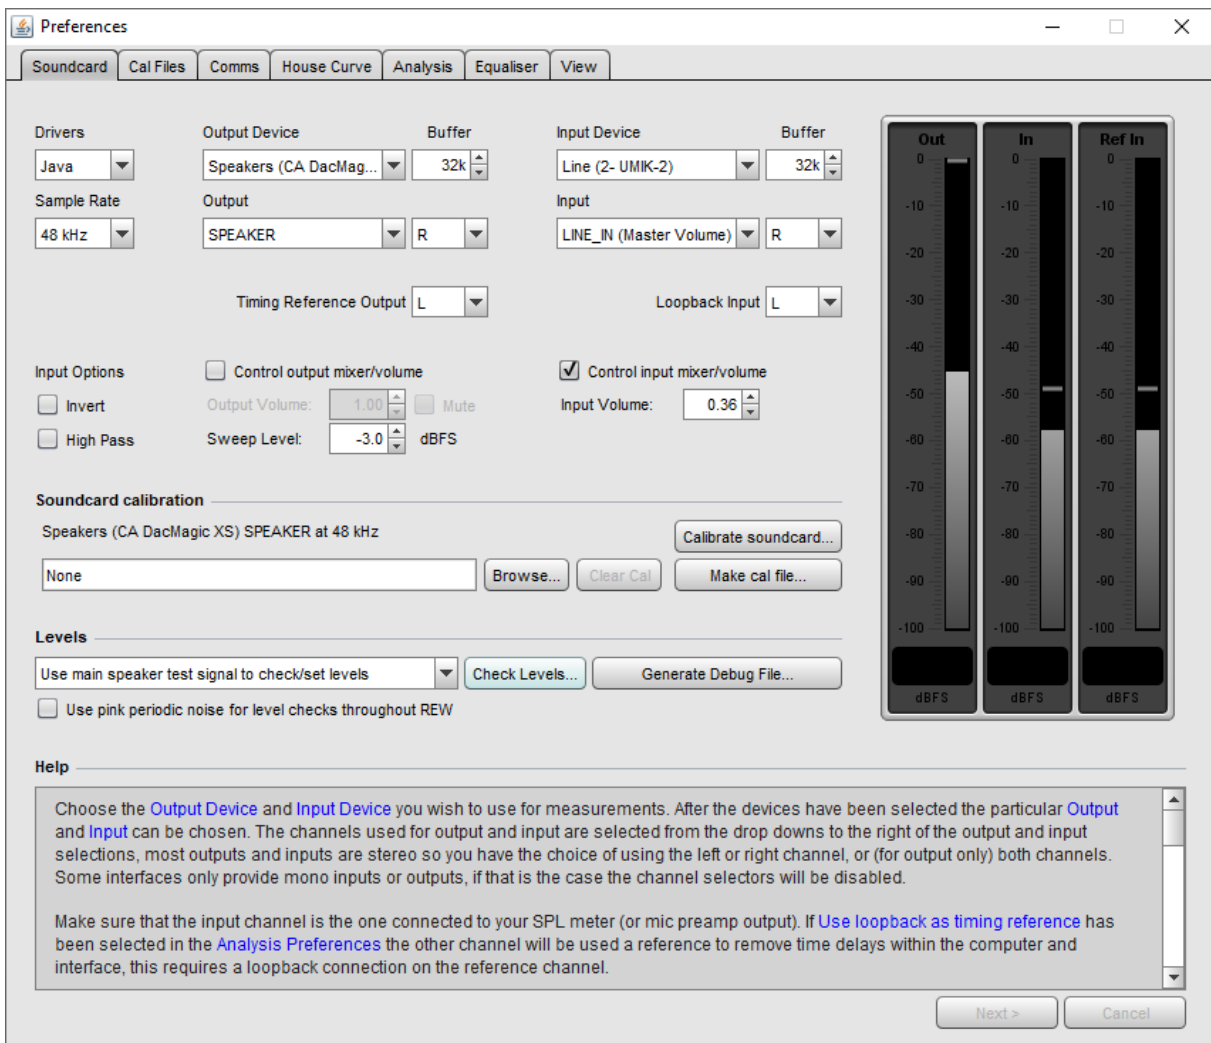 Preferences
Soundcard Cal Files Comms House Curve Analysis Equaliser View
Drivers Output Device Buffer Input Device Buffer
Java Speakers (CA DacMag... 32k Line (2- UMIK-2) 32k
Sample Rate Output Input
48 kHz SPEAKER R LINE_IN (Master Volume) R
Timing Reference Output L Loopback Input L
Input Options Control output mixer/volume Control input mixer/volume
Invert Output Volume: 1.00 Mute Input Volume: 0.36
High Pass Sweep Level: -3.0 dBFS
Soundcard calibration
Speakers (CA DacMagic XS) SPEAKER at 48 kHz Calibrate soundcard...
None Browse... Clear Cal Make cal file...
Levels
Use main speaker test signal to check/set levels Check Levels... Generate Debug File...
Use pink periodic noise for level checks throughout REW
Out In Ref In
0 0 0
-10 -10 -10
-20 -20 -20
-30 -30 -30
-40 -40 -40
-50 -50 -50
-60 -60 -60
-70 -70 -70
-80 -80 -80
-90 -90 -90
-100 -100 -100
dBFS dBFS dBFS
Help
Choose the Output Device and Input Device you wish to use for measurements. After the devices have been selected the particular Output
and Input can be chosen. The channels used for output and input are selected from the drop downs to the right of the output and input
selections, most outputs and inputs are stereo so you have the choice of using the left or right channel, or (for output only) both channels.
Some interfaces only provide mono inputs or outputs, if that is the case the channel selectors will be disabled.
Make sure that the input channel is the one connected to your SPL meter (or mic preamp output). If Use loopback as timing reference has
been selected in the Analysis Preferences the other channel will be used a reference to remove time delays within the computer and
interface, this requires a loopback connection on the reference channel.
Next > Cancel